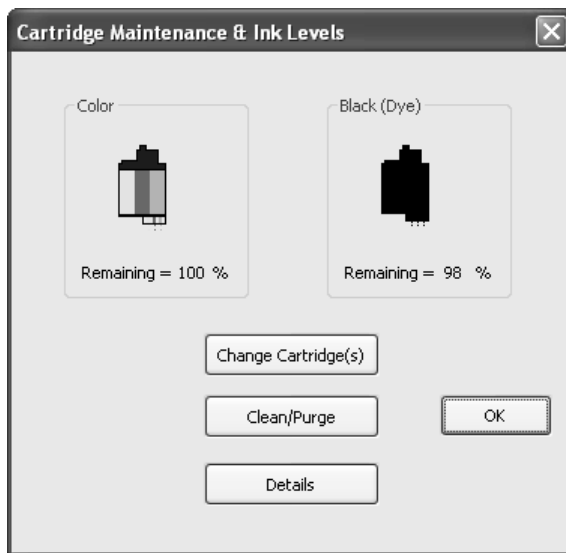 Cartridge Maintenance & Ink Levels
Color
Black (Dye)
Remaining = 100 %
Remaining = 98 %
Change Cartridge(s)
Clean/Purge
OK
Details